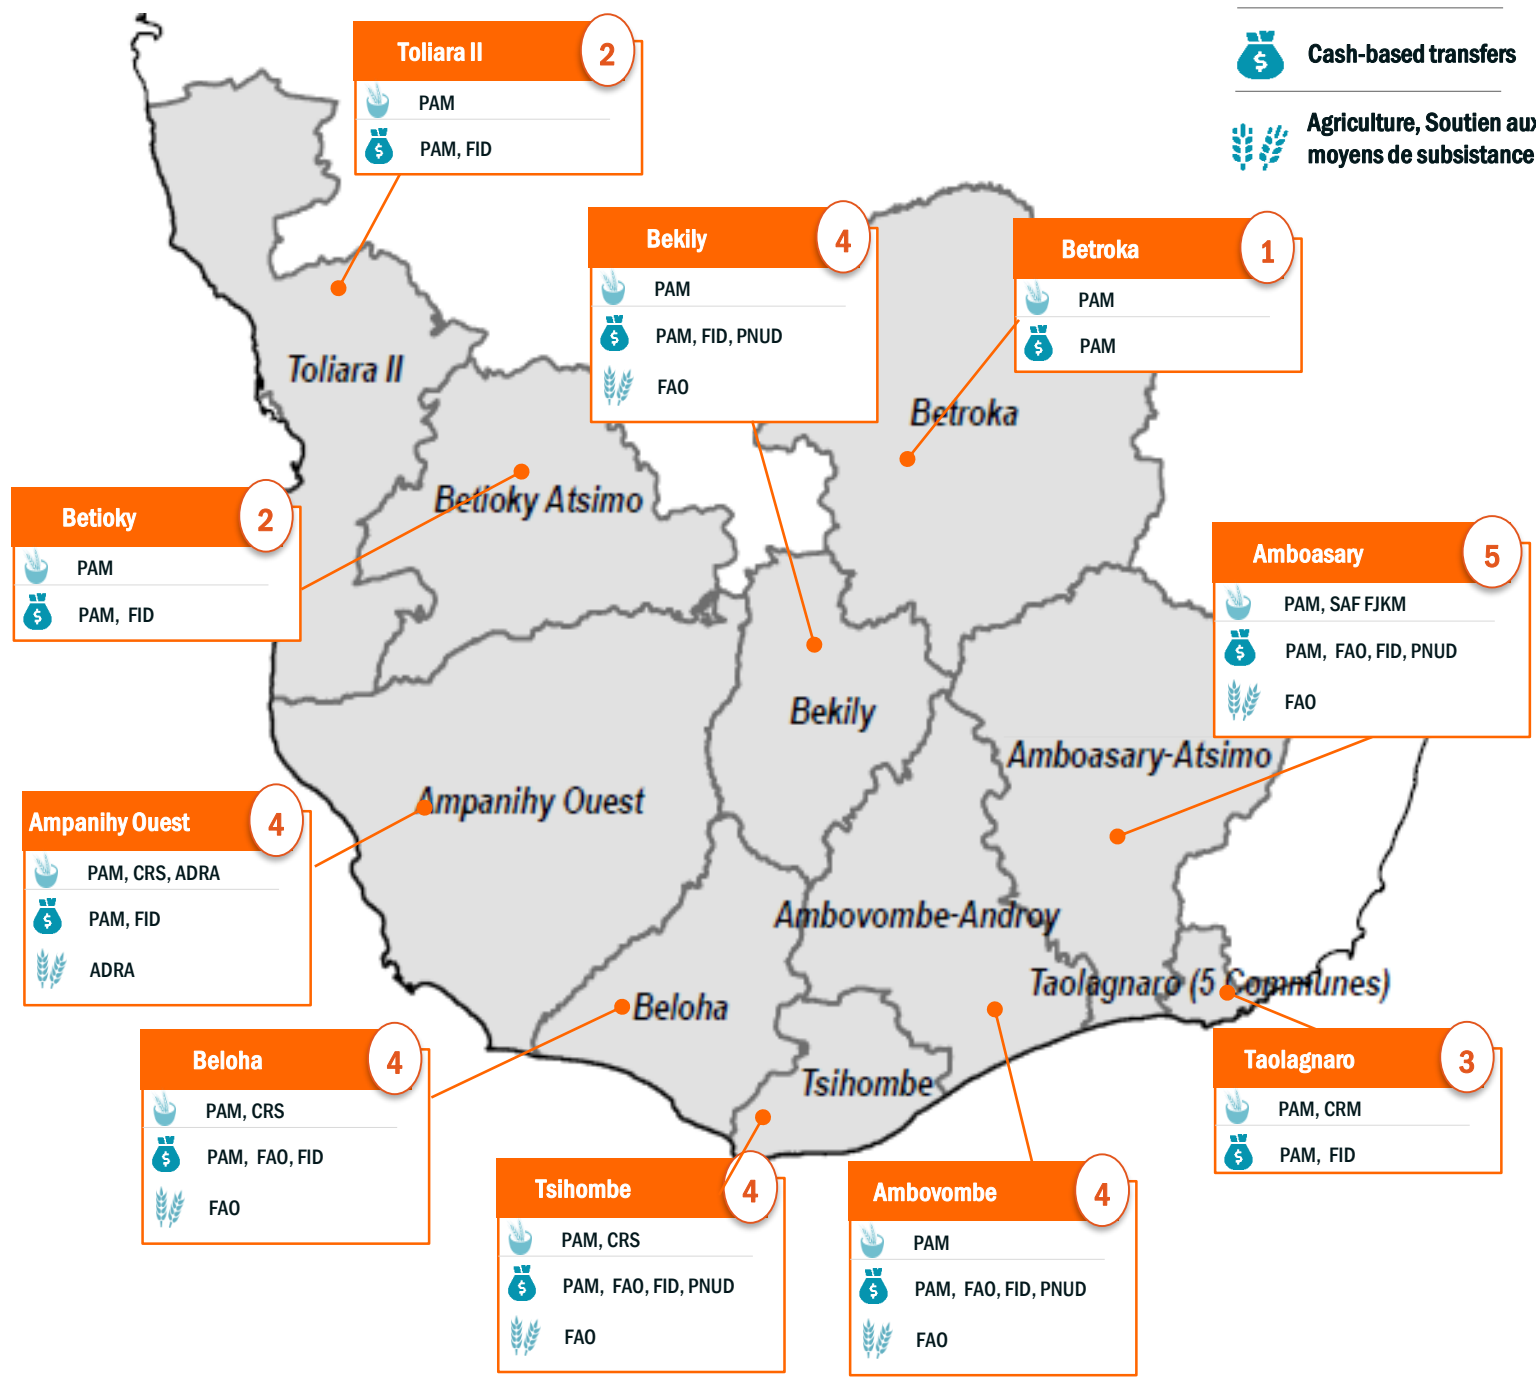 Cash-based transfers
Agriculture, Soutien aux
moyens de subsistance
Toliara II
2
PAM
PAM, FID
Bekily
4
PAM
PAM, FID, PNUD
FAO
Betroka
1
PAM
PAM
Toliara II
Betroka
Betioky Atsimo
Betioky
2
PAM
PAM, FID
Amboasary
5
PAM, SAF FJKM
PAM, FAO, FID, PNUD
FAO
Bekily
Amboasary-Atsimo
Ampanihy Ouest
Ampanihy Ouest
4
PAM, CRS, ADRA
PAM, FID
ADRA
Ambovombe-Androy
Taolagnaro (5 Communes)
Beloha
Tsihombe
Beloha
4
PAM, CRS
PAM, FAO, FID
FAO
Taolagnaro
3
PAM, CRM
PAM, FID
Tsihombe
4
PAM, CRS
PAM, FAO, FID, PNUD
FAO
Ambovombe
4
PAM
PAM, FAO, FID, PNUD
FAO